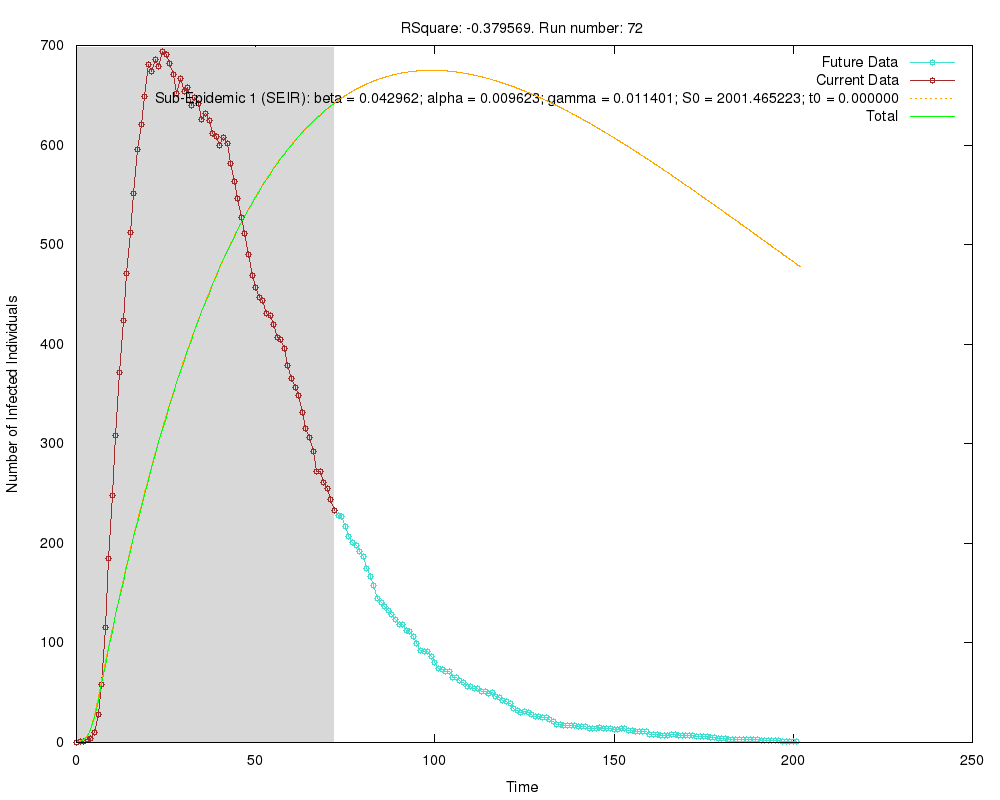 RSquare: -0.379569. Run number: 72
Future Data
Current Data
Sub-Epidemic 1 (SEIR): beta = 0.042962; alpha = 0.009623; gamma = 0.011401; S0 = 2001.465223; t0 = 0.000000
Total
700
600
500
400
300
200
100
0
Number of Infected Individuals
0 50 100 150 200 250
Time